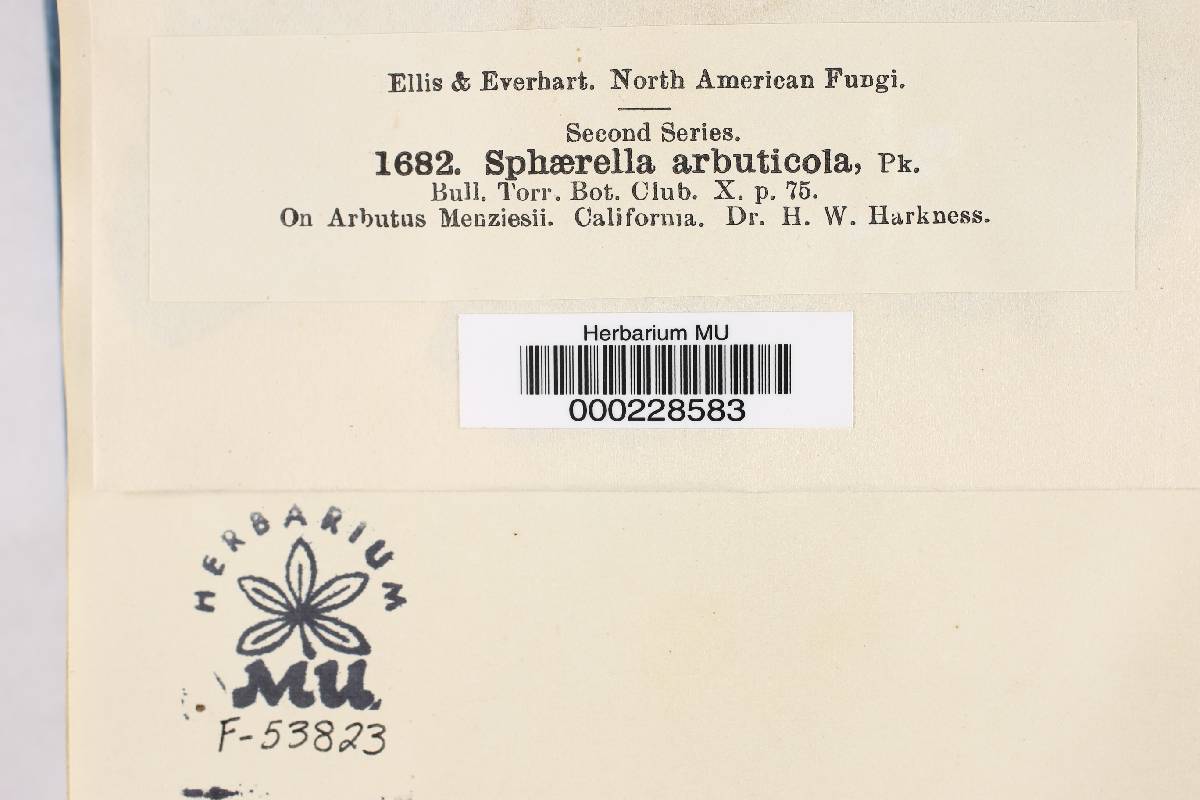 Ellis & Everhart. North American Fungi.
Second Series.
1682. Sphærella arbuticola, Pk.
Bull. Torr. Bot. Club. X. p. 75.
On Arbutus Menziesii. California. Dr. H. W. Harkness.
Herbarium MU
000228583
HERBARIUM
MU
F-53823